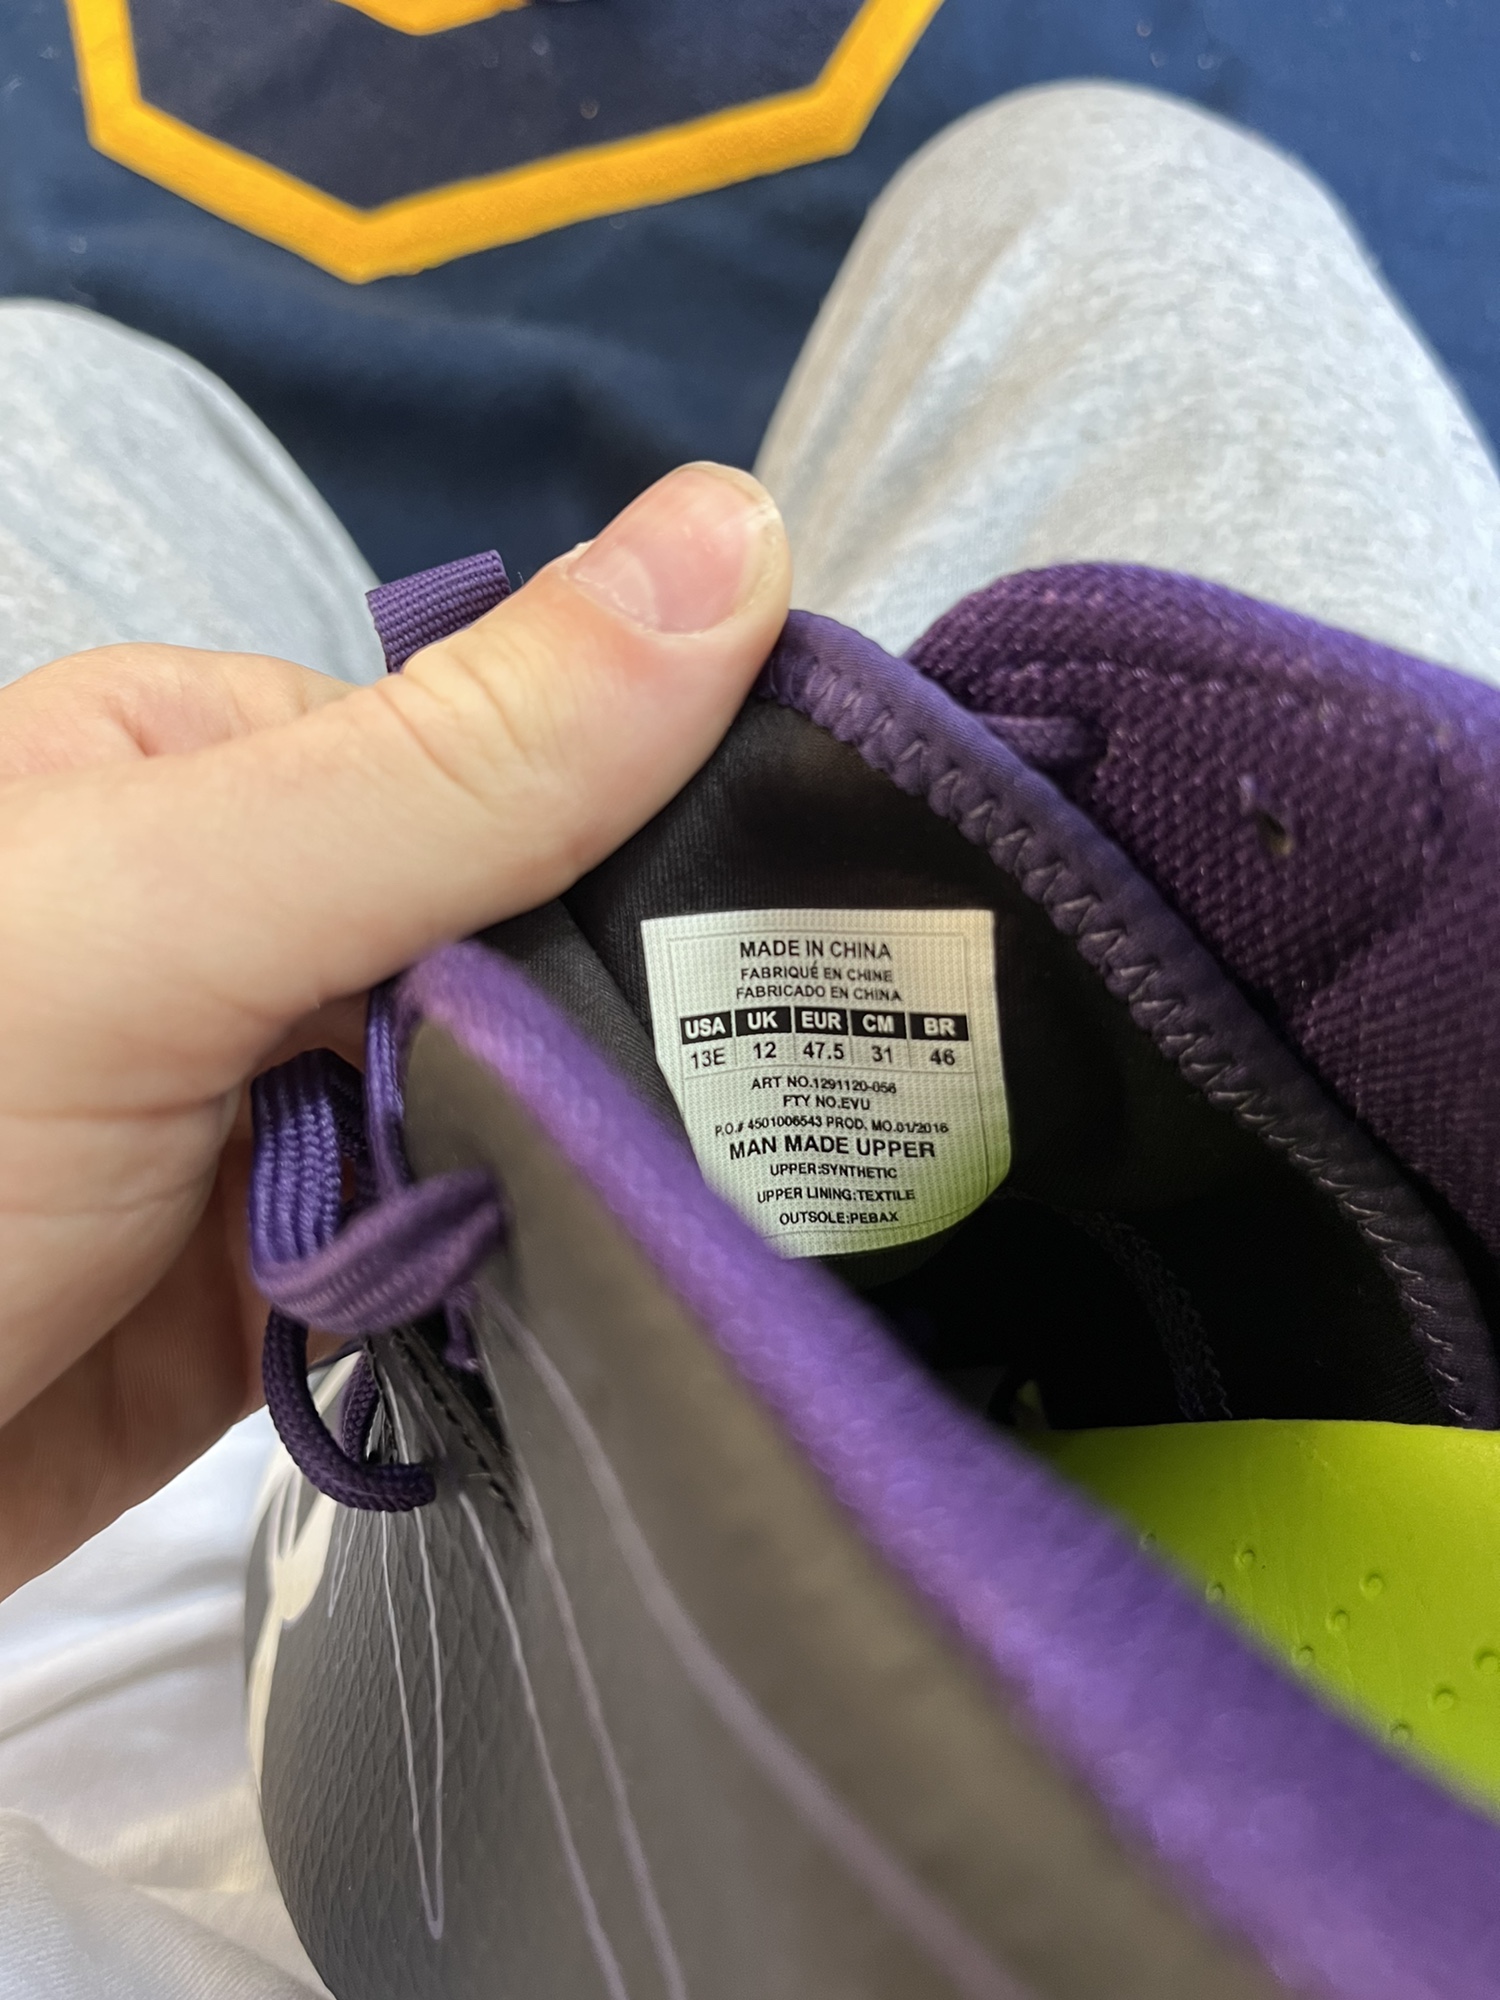 MADE IN CHINA
FABRIQUÉ EN CHINE
FABRICADO EN CHINA
USA UK EUR CM BR
13E 12 47.5 31 46
ART NO.1291120-056
FTY NO.EVU
P.O.# 4501006543 PROD. MO.01/2016
MAN MADE UPPER
UPPER:SYNTHETIC
UPPER LINING:TEXTILE
OUTSOLE:PEBAX